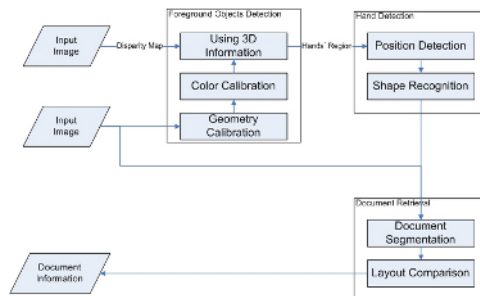 Foreground Objects Detection
Hand Detection
Input
Image
Disparity Map
Using 3D
Information
Hands' Region
Position Detection
Color Calibration
Shape Recognition
Input
Image
Geometry
Calibration
Document Retrieval
Document
Segmentation
Document
Information
Layout Comparison